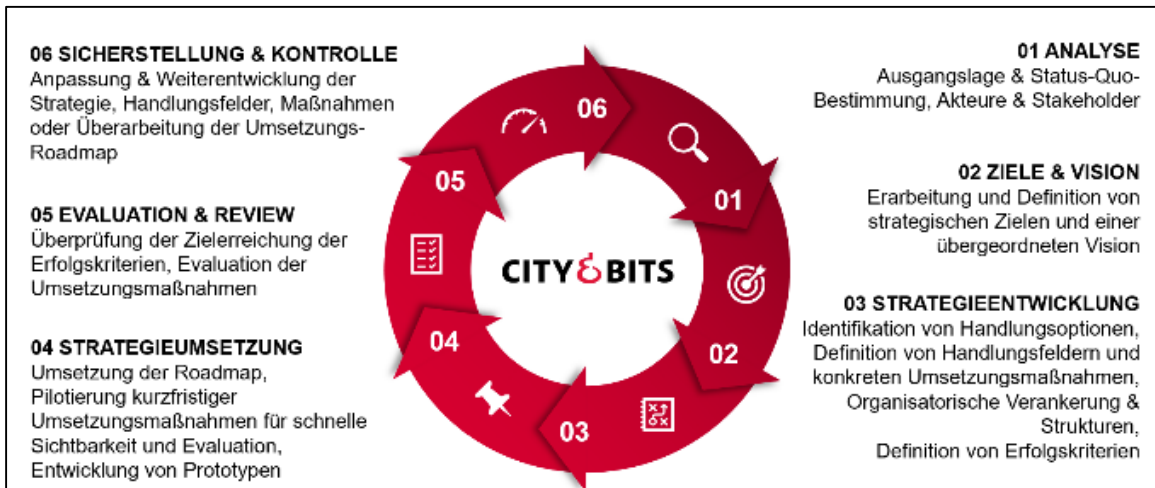 06 SICHERSTELLUNG & KONTROLLE
Anpassung & Weiterentwicklung der
Strategie, Handlungsfelder, Maßnahmen
oder Überarbeitung der Umsetzungs-
Roadmap
05 EVALUATION & REVIEW
Überprüfung der Zielerreichung der
Erfolgskriterien, Evaluation der
Umsetzungsmaßnahmen
04 STRATEGIEUMSETZUNG
Umsetzung der Roadmap,
Pilotierung kurzfristiger
Umsetzungsmaßnahmen für schnelle
Sichtbarkeit und Evaluation,
Entwicklung von Prototypen
06
05
01
CITY & BITS
04
02
03
01 ANALYSE
Ausgangslage & Status-Quo-
Bestimmung, Akteure & Stakeholder
02 ZIELE & VISION
Erarbeitung und Definition von
strategischen Zielen und einer
übergeordneten Vision
03 STRATEGIEENTWICKLUNG
Identifikation von Handlungsoptionen,
Definition von Handlungsfeldern und
konkreten Umsetzungsmaßnahmen,
Organisatorische Verankerung &
Strukturen,
Definition von Erfolgskriterien